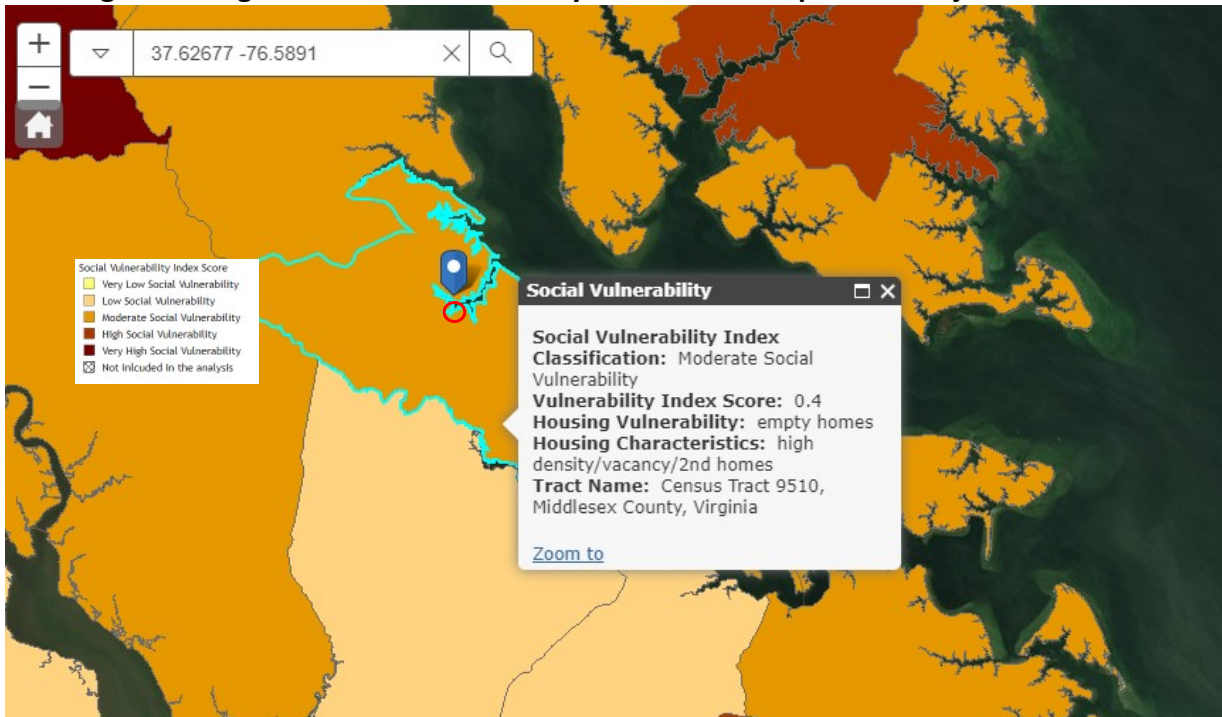 +
37.62677 -76.5891
−
Social Vulnerability Index Score
Very Low Social Vulnerability
Low Social Vulnerability
Moderate Social Vulnerability
High Social Vulnerability
Very High Social Vulnerability
Not inlcuded in the analysis
Social Vulnerability
Social Vulnerability Index
Classification: Moderate Social
Vulnerability
Vulnerability Index Score: 0.4
Housing Vulnerability: empty homes
Housing Characteristics: high
density/vacancy/2nd homes
Tract Name: Census Tract 9510,
Middlesex County, Virginia
Zoom to